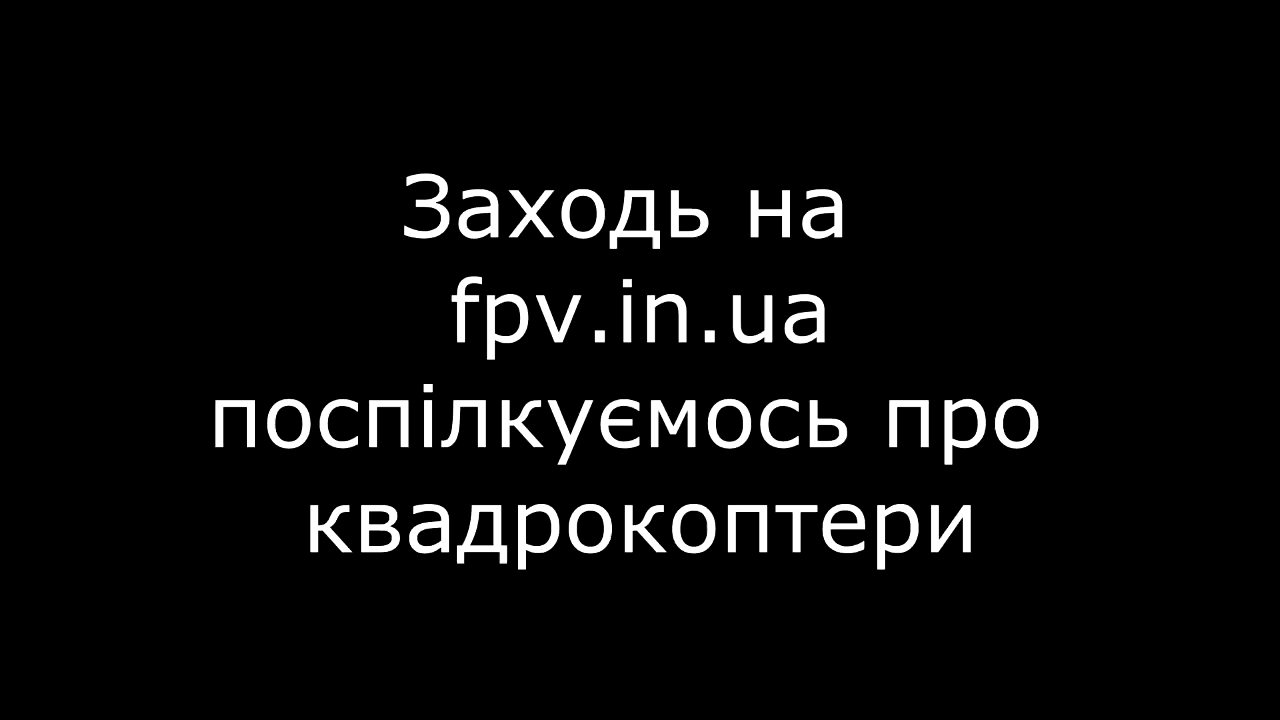 Заходь на
fpv.in.ua
поспілкуємось про
квадрокоптери